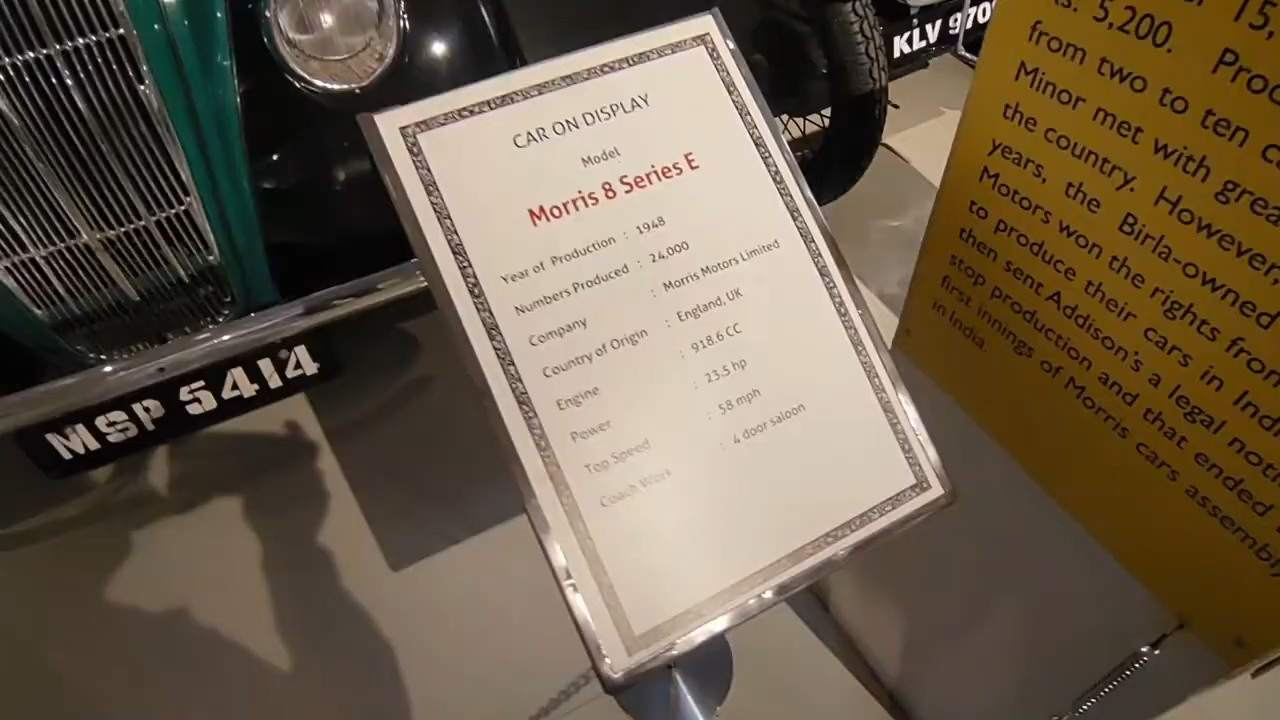 CAR ON DISPLAY
Model
Morris 8 Series E
Year of Production : 1948
Numbers Produced : 24,000
Company : Morris Motors Limited
Country of Origin : England, UK
Engine : 918.6 CC
Power : 23.5 hp
Top Speed : 58 mph
Coach Work : 4 door saloon
MSP 5414
KLV 970
15,
5,200. Prod
from two to ten c
Minor met with grea
the country. However,
years, the Birla-owned
Motors won the rights from
to produce their cars in Indi
then sent Addison's a legal noti
stop production and that ended
first innings of Morris cars assembly
in India.